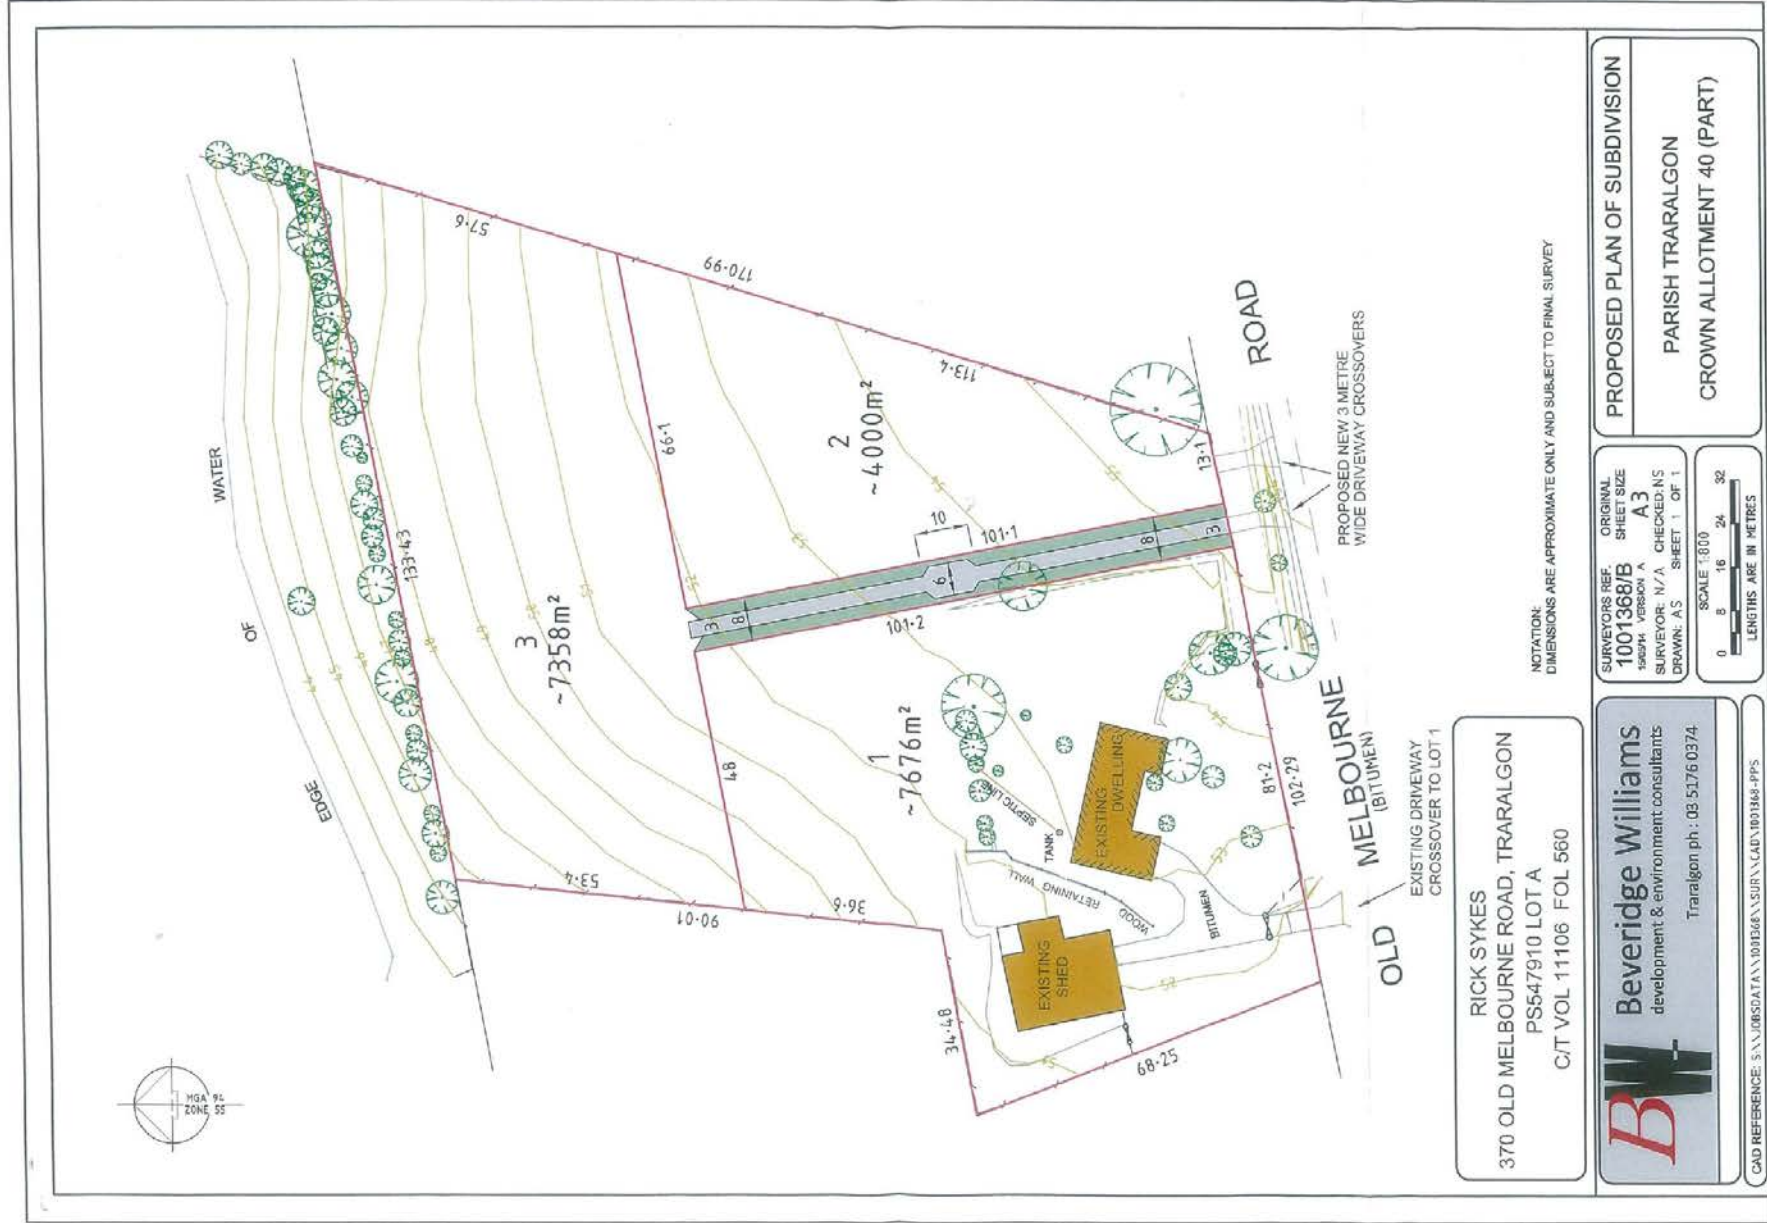 MGA 94
ZONE 55
EDGE
OF
WATER
133·43
57·6
170·99
66·1
113·4
3
~7358m²
2
~4000m²
10
101·1
101·2
3
8
6
8
3
13·1
48
53·4
90·01
36·6
34·48
68·25
1
~7676m²
SEPTIC LINE
TANK
WOOD RETAINING WALL
EXISTING
DWELLING
EXISTING
SHED
BITUMEN
81·2
102·29
OLD MELBOURNE ROAD
(BITUMEN)
EXISTING DRIVEWAY
CROSSOVER TO LOT 1
PROPOSED NEW 3 METRE
WIDE DRIVEWAY CROSSOVERS
NOTATION:
DIMENSIONS ARE APPROXIMATE ONLY AND SUBJECT TO FINAL SURVEY
RICK SYKES
370 OLD MELBOURNE ROAD, TRARALGON
PS547910 LOT A
C/T VOL 11106 FOL 560
BW
Beveridge Williams
development & environment consultants
Traralgon ph : 03 5176 0374
SURVEYORS REF.
1001368/B
15/05/14 VERSION A
ORIGINAL
SHEET SIZE
A3
SURVEYOR: N/A CHECKED:NS
DRAWN: AS SHEET 1 OF 1
SCALE 1:800
0 8 16 24 32
LENGTHS ARE IN METRES
PROPOSED PLAN OF SUBDIVISION
PARISH TRARALGON
CROWN ALLOTMENT 40 (PART)